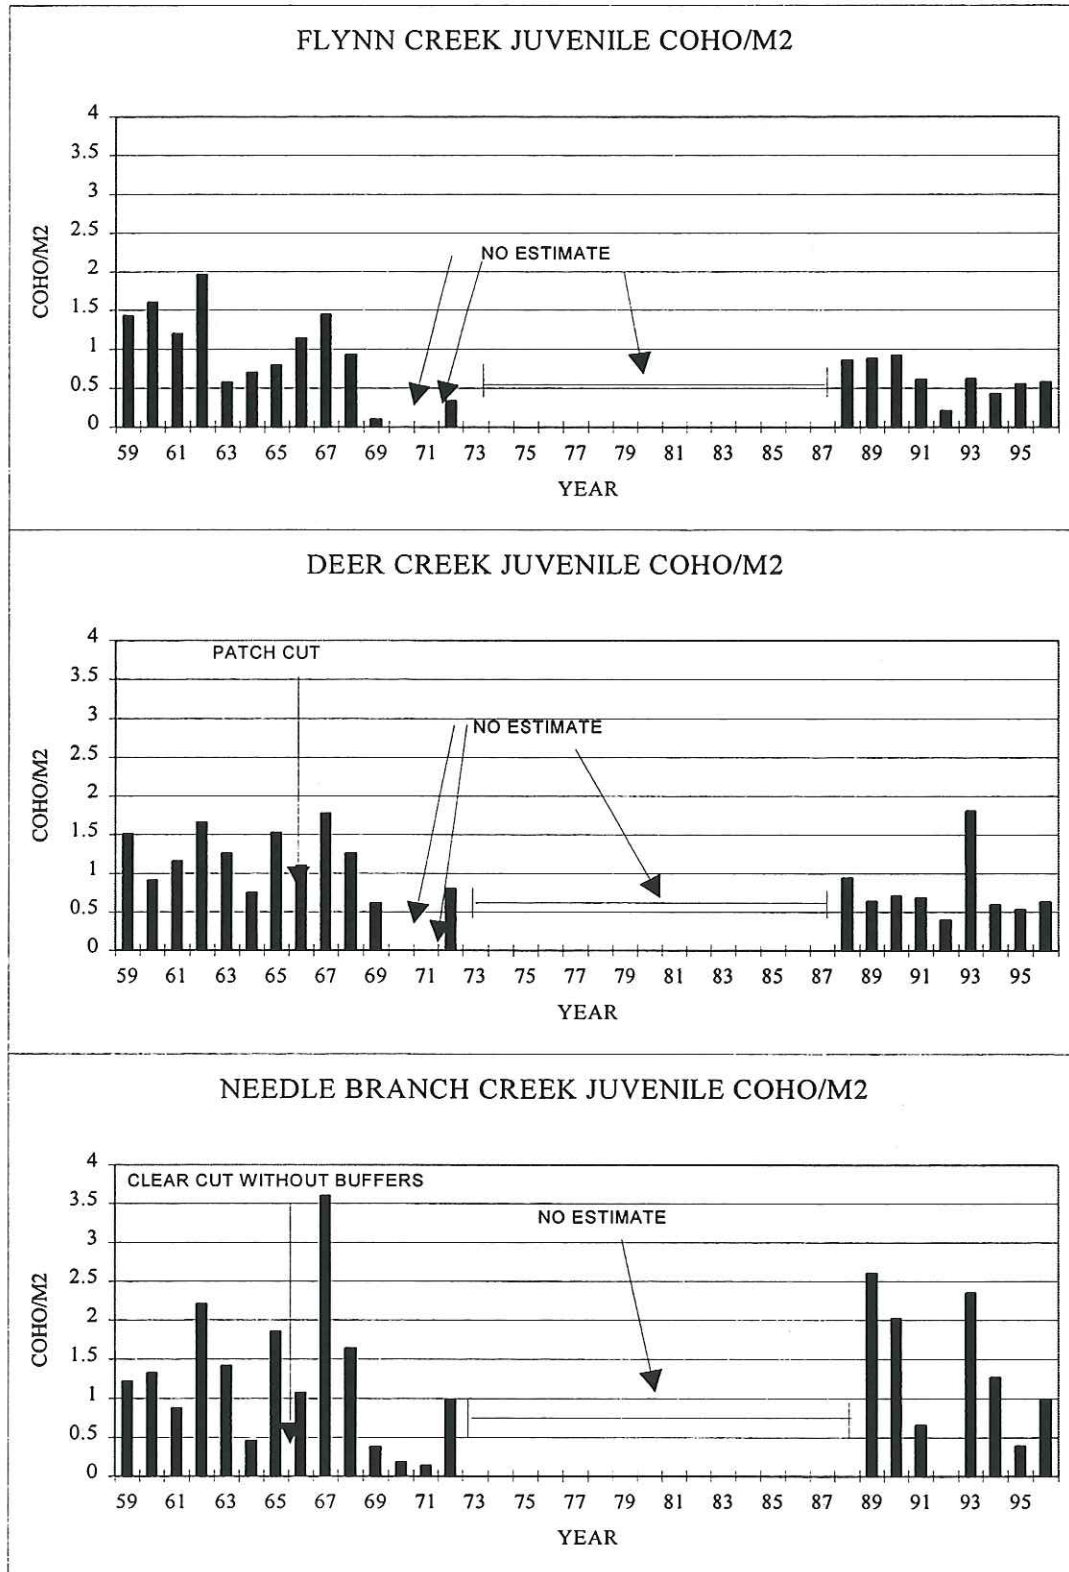 FLYNN CREEK JUVENILE COHO/M2
4
3.5
3
2.5
2
1.5
1
0.5
0
COHO/M2
NO ESTIMATE
59 61 63 65 67 69 71 73 75 77 79 81 83 85 87 89 91 93 95
YEAR
DEER CREEK JUVENILE COHO/M2
4
3.5
3
2.5
2
1.5
1
0.5
0
COHO/M2
PATCH CUT
NO ESTIMATE
59 61 63 65 67 69 71 73 75 77 79 81 83 85 87 89 91 93 95
YEAR
NEEDLE BRANCH CREEK JUVENILE COHO/M2
4
3.5
3
2.5
2
1.5
1
0.5
0
COHO/M2
CLEAR CUT WITHOUT BUFFERS
NO ESTIMATE
59 61 63 65 67 69 71 73 75 77 79 81 83 85 87 89 91 93 95
YEAR